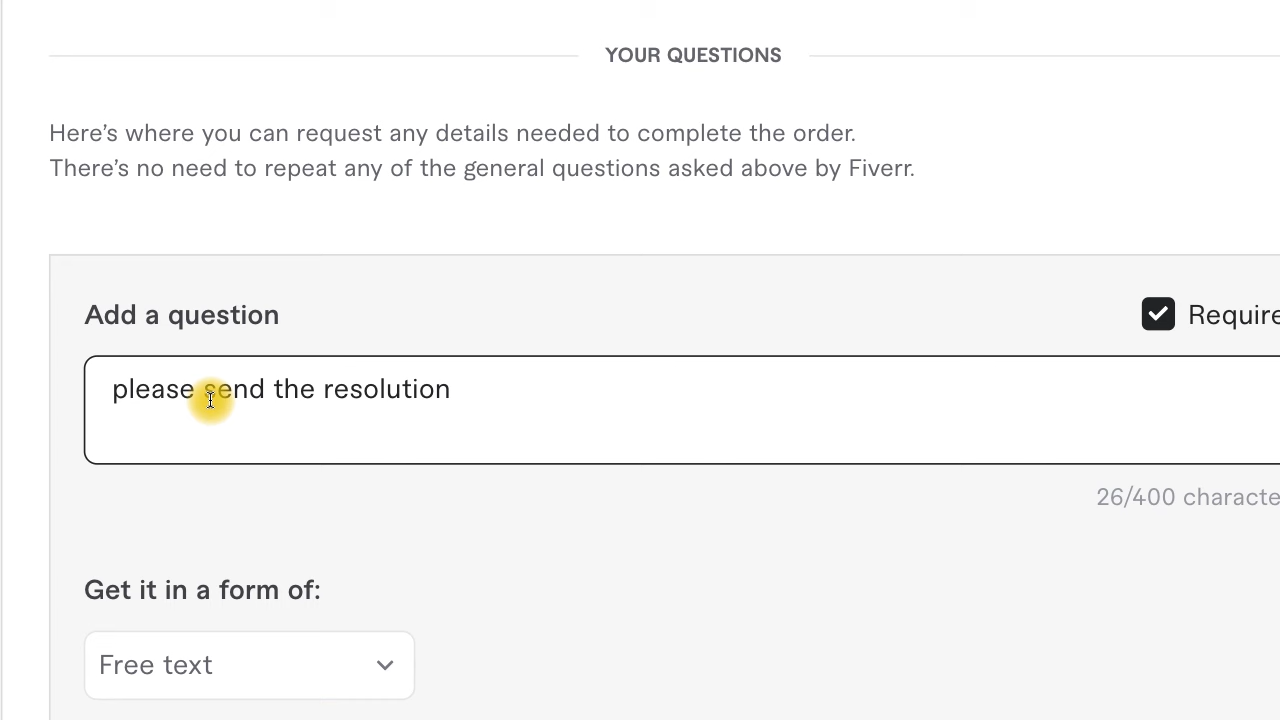 YOUR QUESTIONS
Here’s where you can request any details needed to complete the order.
There’s no need to repeat any of the general questions asked above by Fiverr.
Add a question
Require
please send the resolution
26/400 characte
Get it in a form of:
Free text